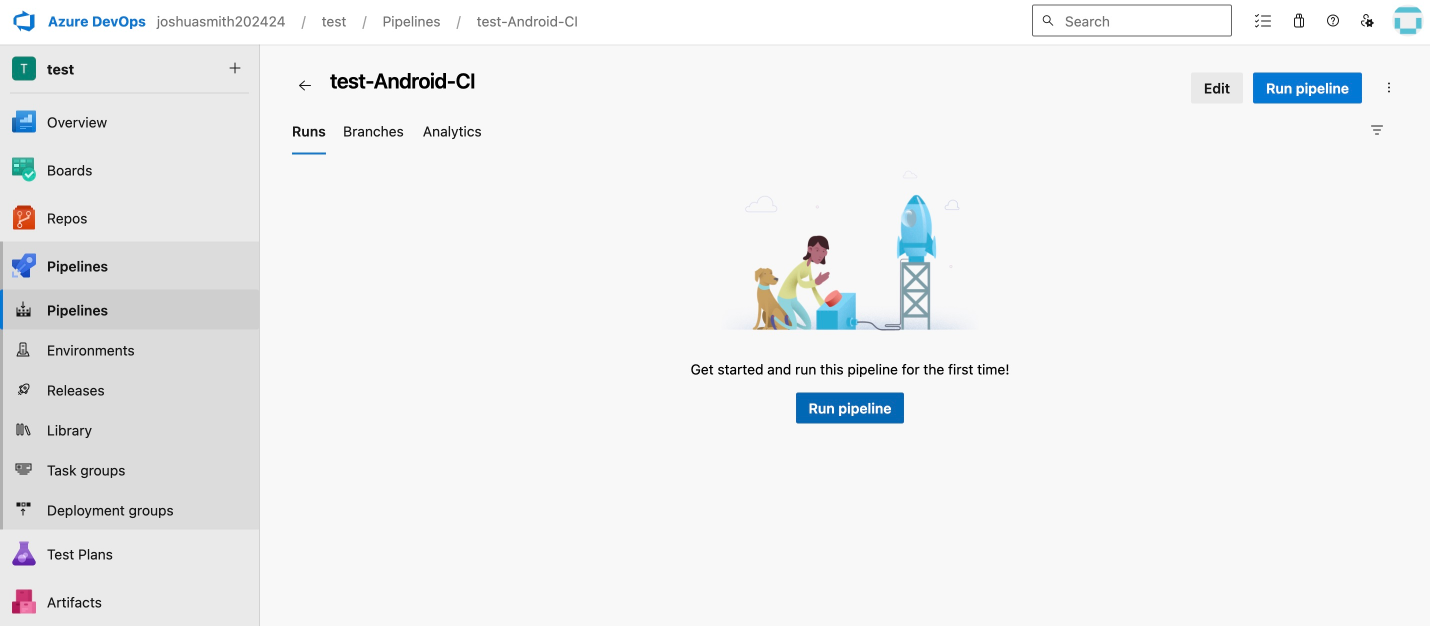 Azure DevOps joshuasmith202424 / test / Pipelines / test-Android-CI
Search
T test
Overview
Boards
Repos
Pipelines
Pipelines
Environments
Releases
Library
Task groups
Deployment groups
Test Plans
Artifacts
test-Android-CI
Edit
Run pipeline
Runs Branches Analytics
Get started and run this pipeline for the first time!
Run pipeline